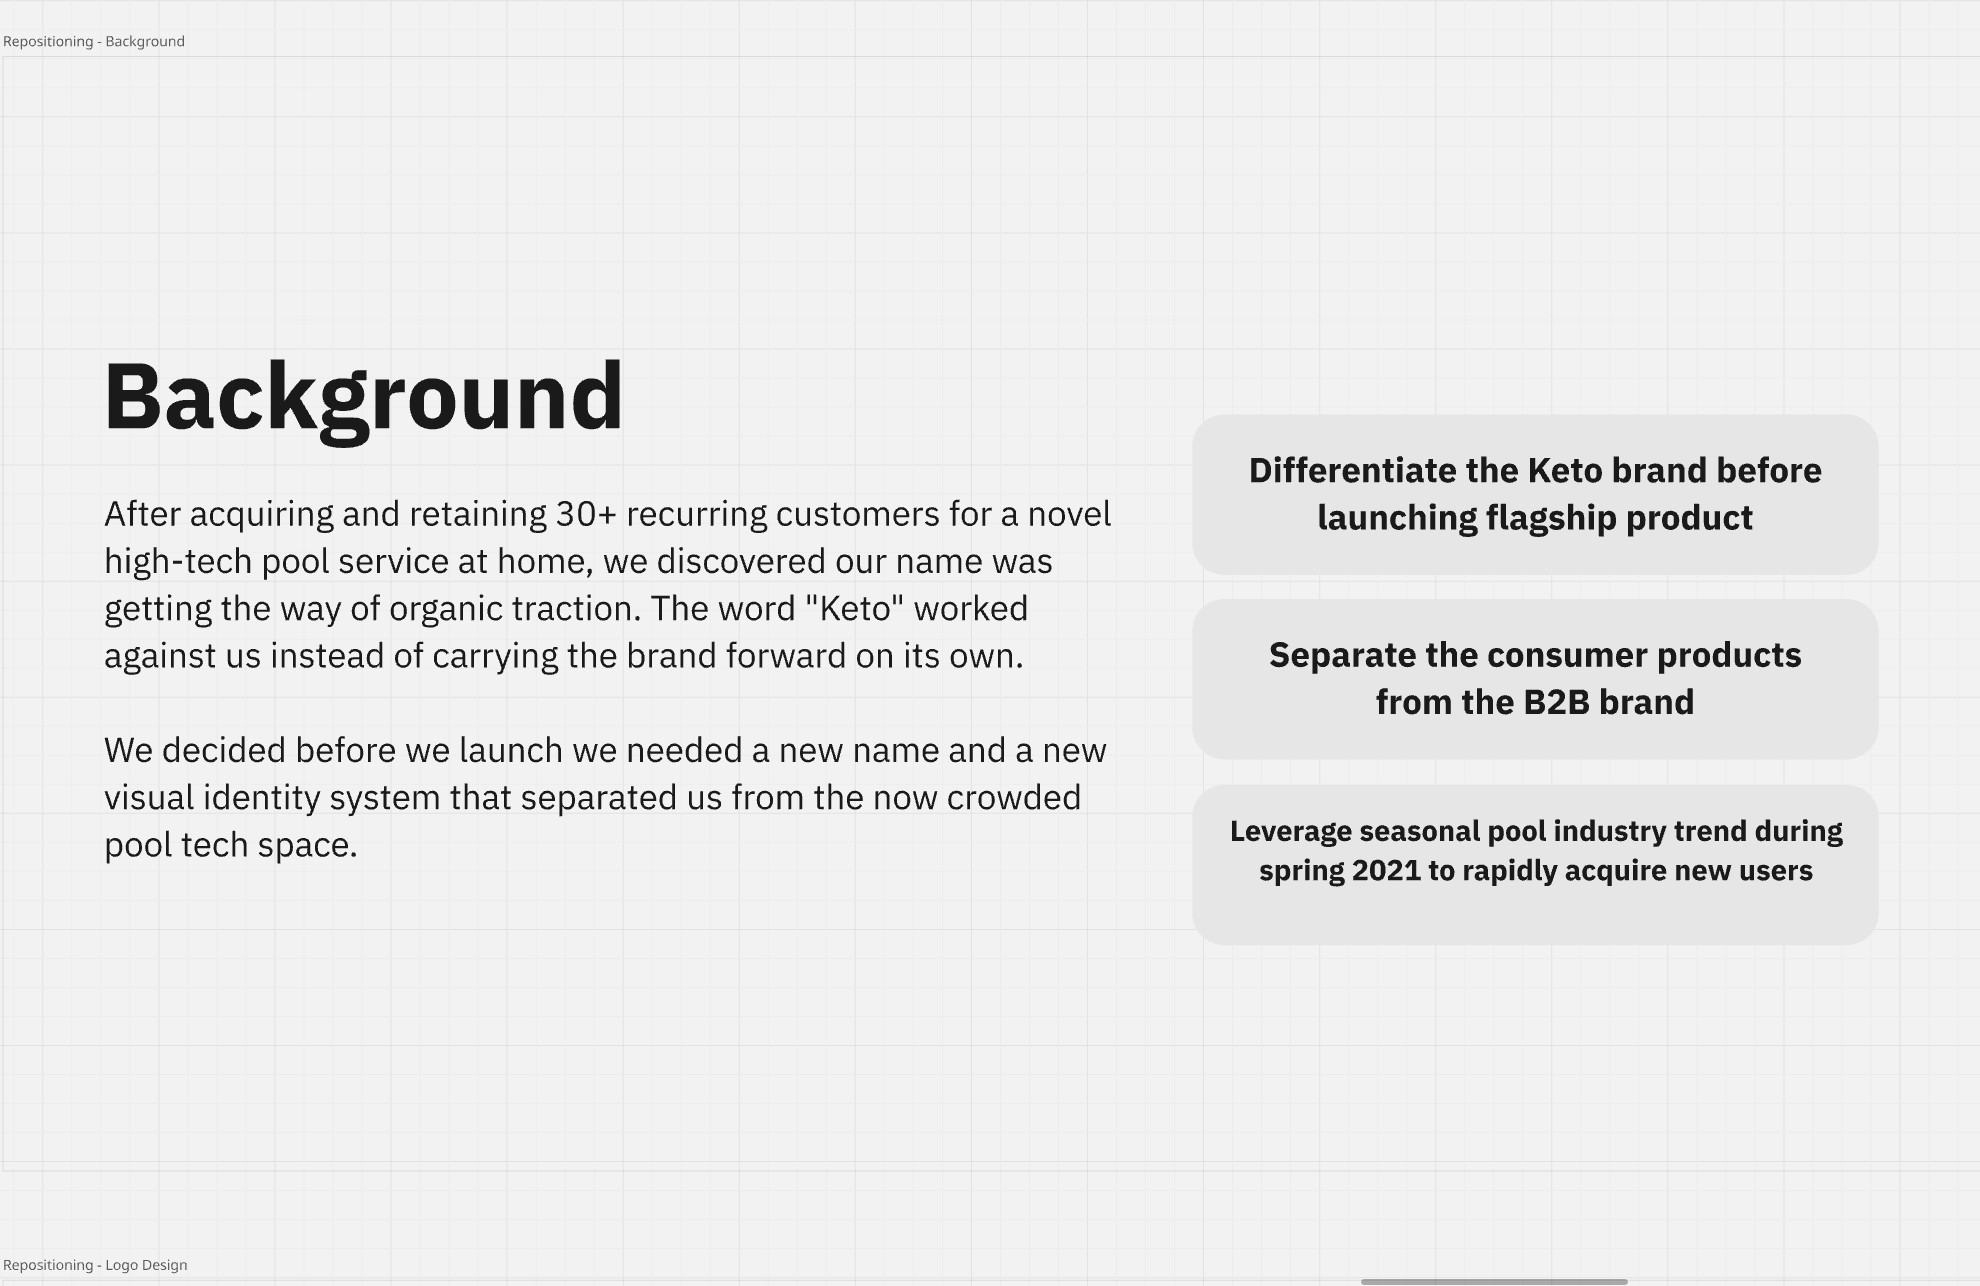 Repositioning - Background
Background
After acquiring and retaining 30+ recurring customers for a novel
high-tech pool service at home, we discovered our name was
getting the way of organic traction. The word "Keto" worked
against us instead of carrying the brand forward on its own.
We decided before we launch we needed a new name and a new
visual identity system that separated us from the now crowded
pool tech space.
Differentiate the Keto brand before
launching flagship product
Separate the consumer products
from the B2B brand
Leverage seasonal pool industry trend during
spring 2021 to rapidly acquire new users
Repositioning - Logo Design